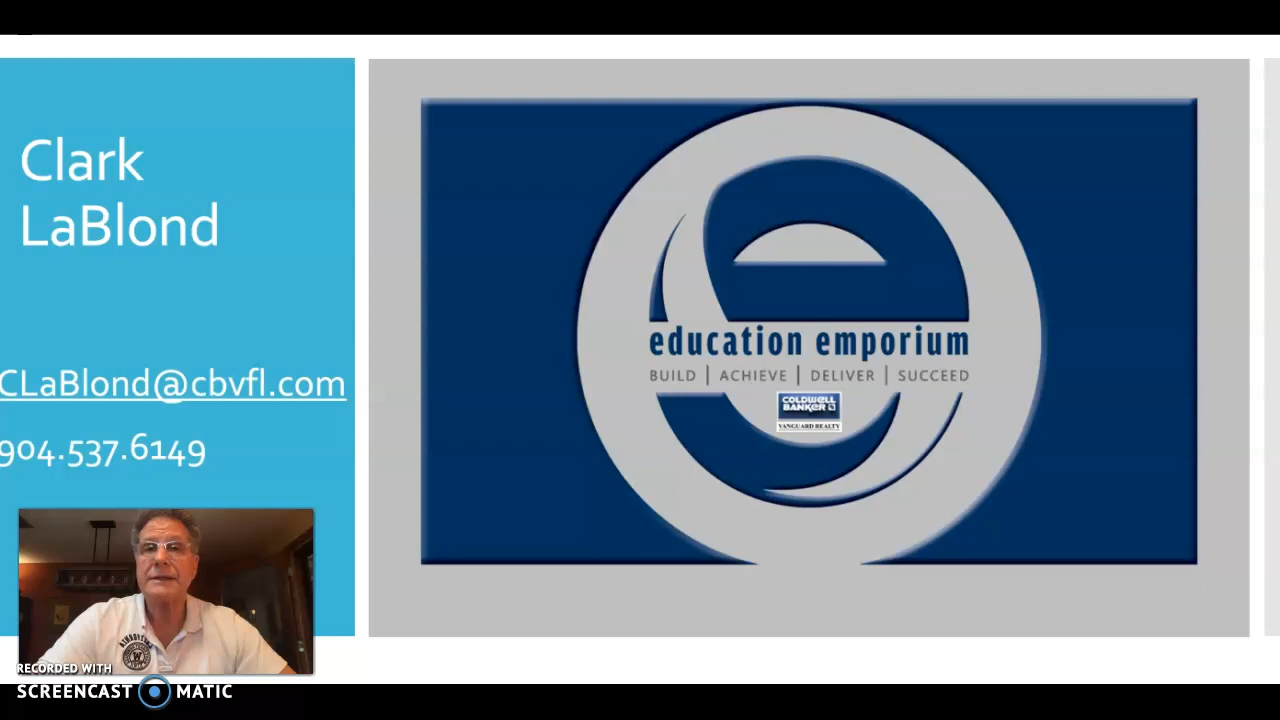 Clark
LaBlond
CLaBlond@cbvfl.com
904.537.6149
education emporium
BUILD | ACHIEVE | DELIVER | SUCCEED
COLDWELL
BANKER
VANGUARD REALTY
RECORDED WITH
SCREENCAST MATIC